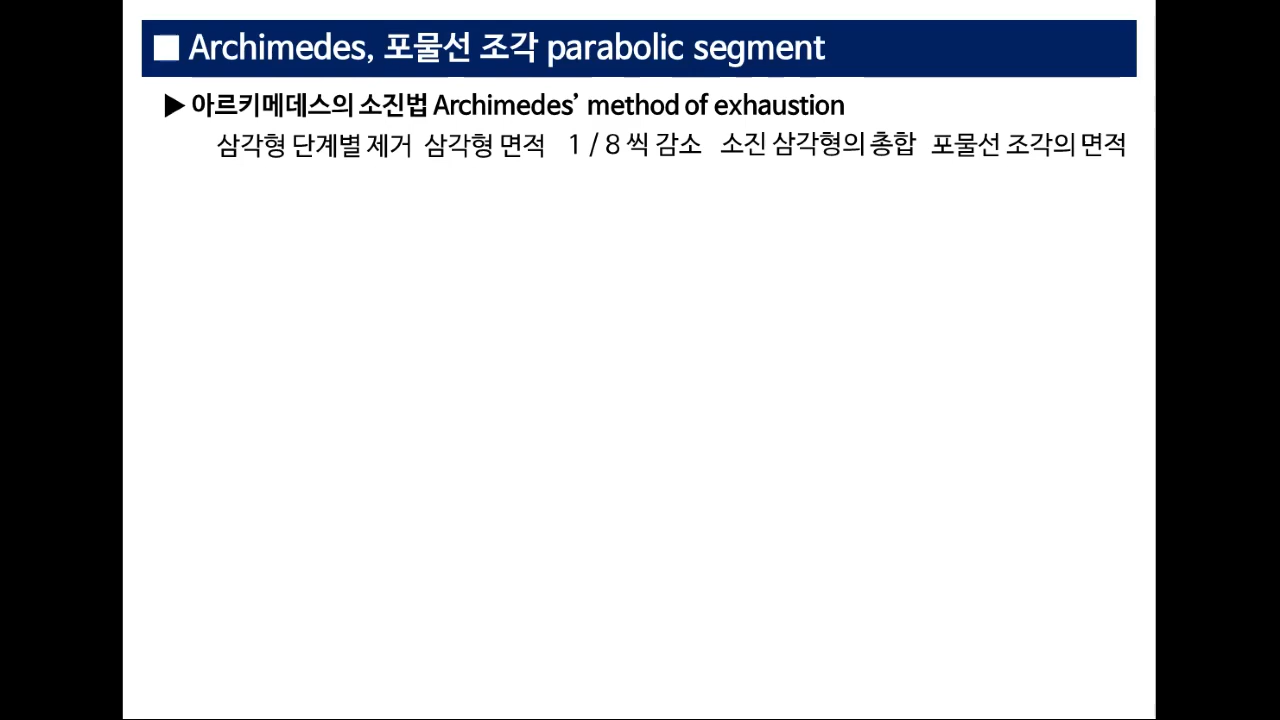 ■ Archimedes, 포물선 조각 parabolic segment
▶ 아르키메데스의 소진법 Archimedes’ method of exhaustion
삼각형 단계별 제거 삼각형 면적 1 / 8 씩 감소 소진 삼각형의 총합 포물선 조각의 면적